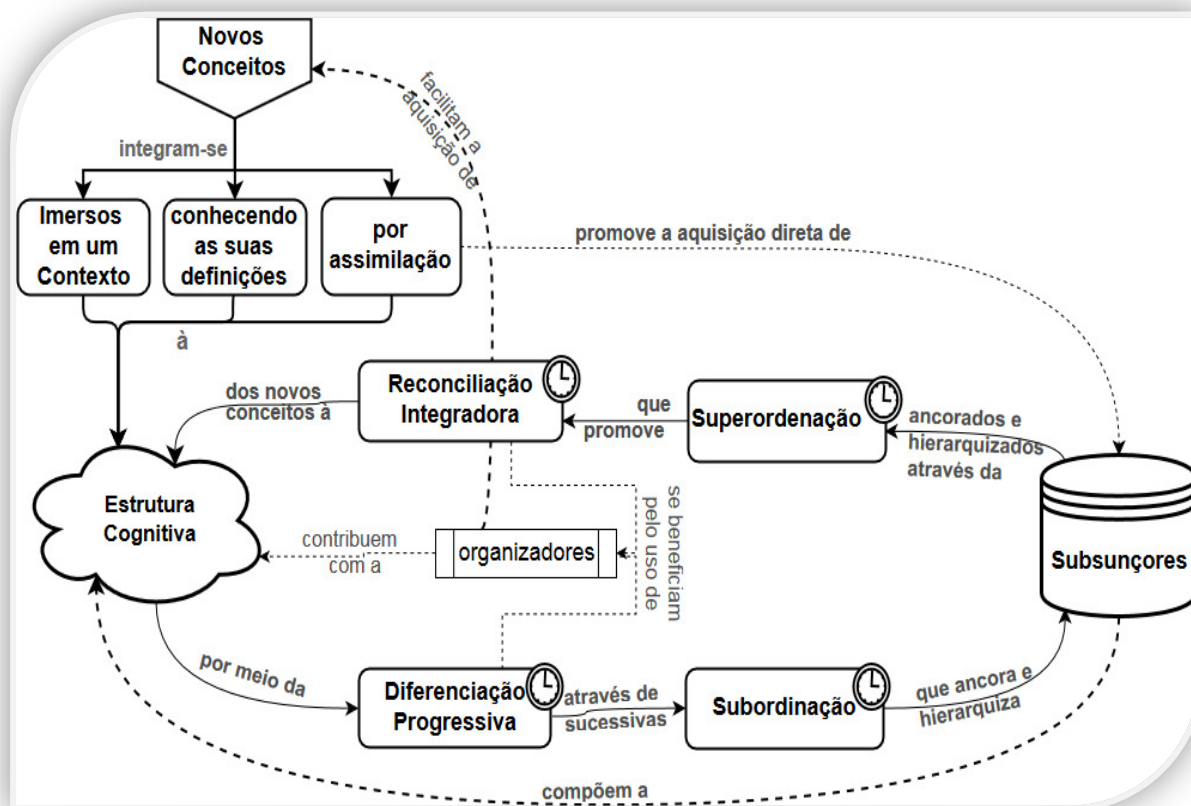 Novos
Conceitos
facilitam a
aquisição de
integram-se
Imersos
em um
Contexto
conhecendo
as suas
definições
por
assimilação
promove a aquisição direta de
à
dos novos
conceitos à
Reconciliação
Integradora
que
promove
Superordenação
ancorados e
hierarquizados
através da
Estrutura
Cognitiva
contribuem
com a
organizadores
se beneficiam
pelo uso de
Subsunçores
por meio da
Diferenciação
Progressiva
através de
sucessivas
Subordinação
que ancora e
hierarquiza
compõem a